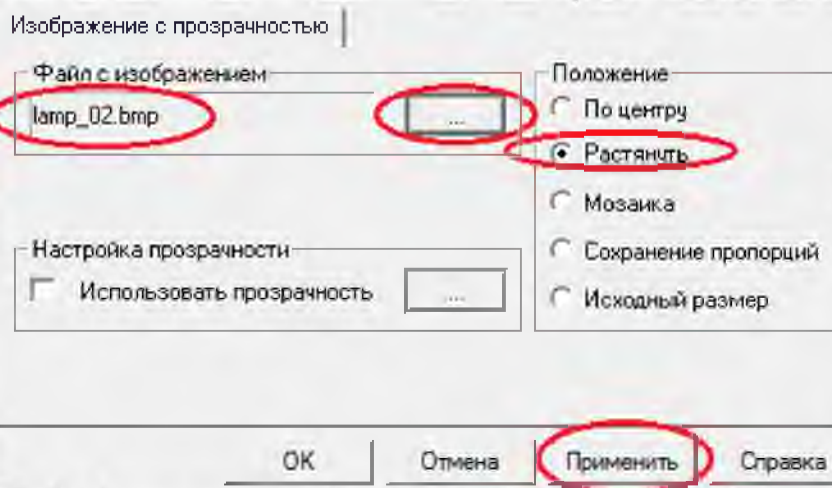 Изображение с прозрачностью
Файл с изображением
lamp_02.bmp
...
Положение
По центру
Растянуть
Мозаика
Сохранение пропорций
Исходный размер
Настройка прозрачности
Использовать прозрачность
...
OK
Отмена
Применить
Справка